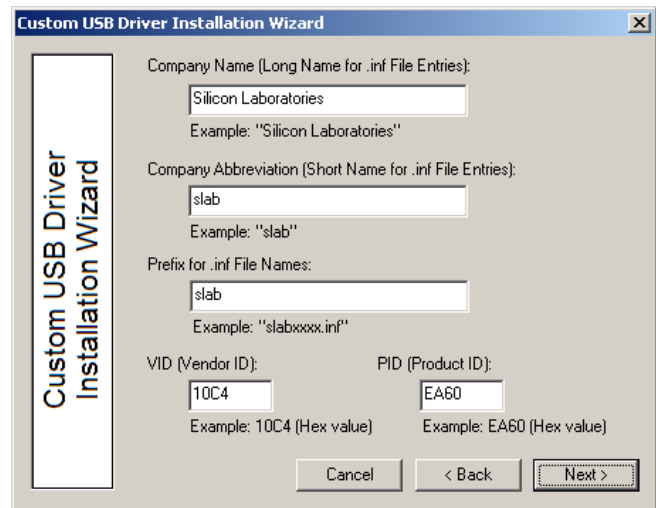 Custom USB Driver Installation Wizard
Custom USB Driver
Installation Wizard
Company Name (Long Name for .inf File Entries):
Silicon Laboratories
Example: "Silicon Laboratories"
Company Abbreviation (Short Name for .inf File Entries):
slab
Example: "slab"
Prefix for .inf File Names:
slab
Example: "slabxxxx.inf"
VID (Vendor ID): PID (Product ID):
10C4 EA60
Example: 10C4 (Hex value) Example: EA60 (Hex value)
Cancel < Back Next >